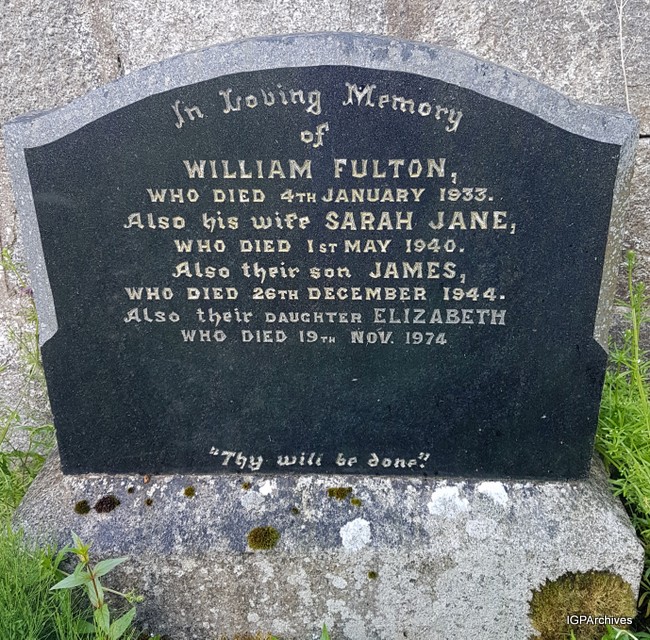 In Loving Memory
of
WILLIAM FULTON,
WHO DIED 4TH JANUARY 1933.
Also his wife SARAH JANE,
WHO DIED 1ST MAY 1940.
Also their son JAMES,
WHO DIED 26TH DECEMBER 1944.
Also their DAUGHTER ELIZABETH
WHO DIED 19TH NOV. 1974
"Thy will be done."
IGPArchives